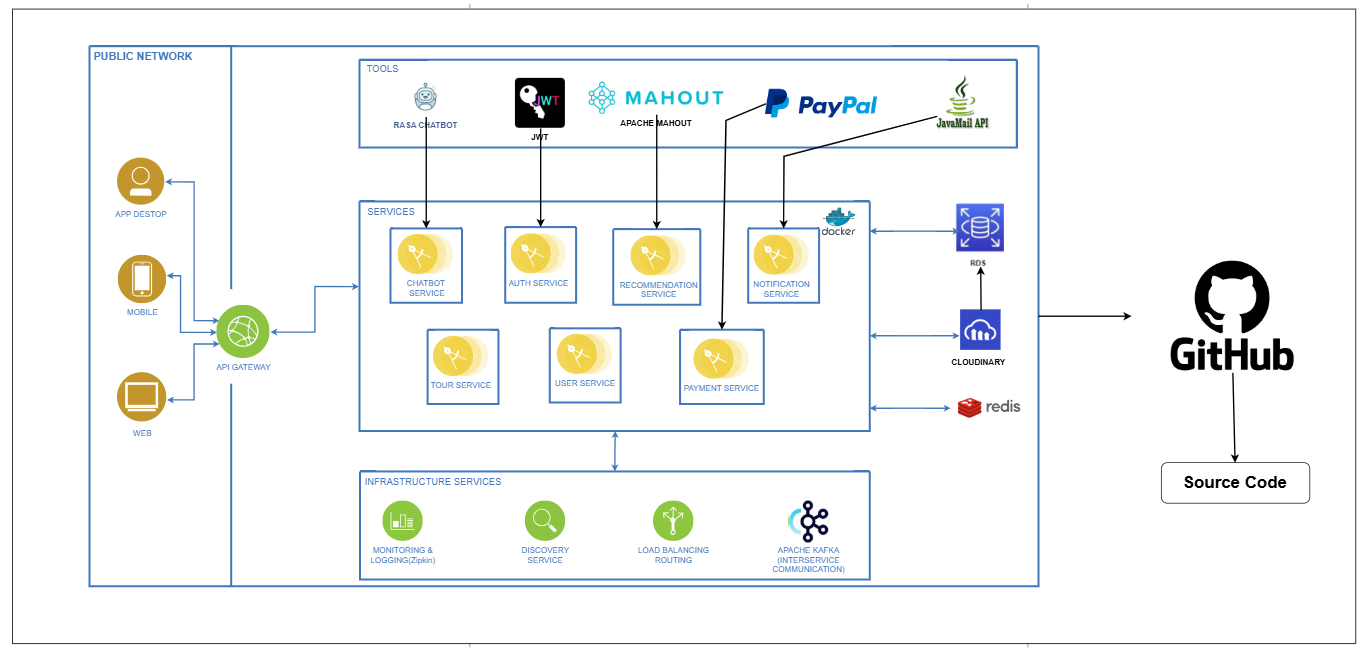 PUBLIC NETWORK
TOOLS
RASA CHATBOT
JWT
JWT
MAHOUT
APACHE MAHOUT
PayPal
JavaMail API
APP DESTOP
MOBILE
WEB
API GATEWAY
SERVICES
docker
CHATBOT
SERVICE
AUTH SERVICE
RECOMMENDATION
SERVICE
NOTIFICATION
SERVICE
TOUR SERVICE
USER SERVICE
PAYMENT SERVICE
RDS
CLOUDINARY
redis
INFRASTRUCTURE SERVICES
MONITORING &
LOGGING(Zipkin)
DISCOVERY
SERVICE
LOAD BALANCING
ROUTING
APACHE KAFKA
(INTERSERVICE
COMMUNICATION)
GitHub
Source Code